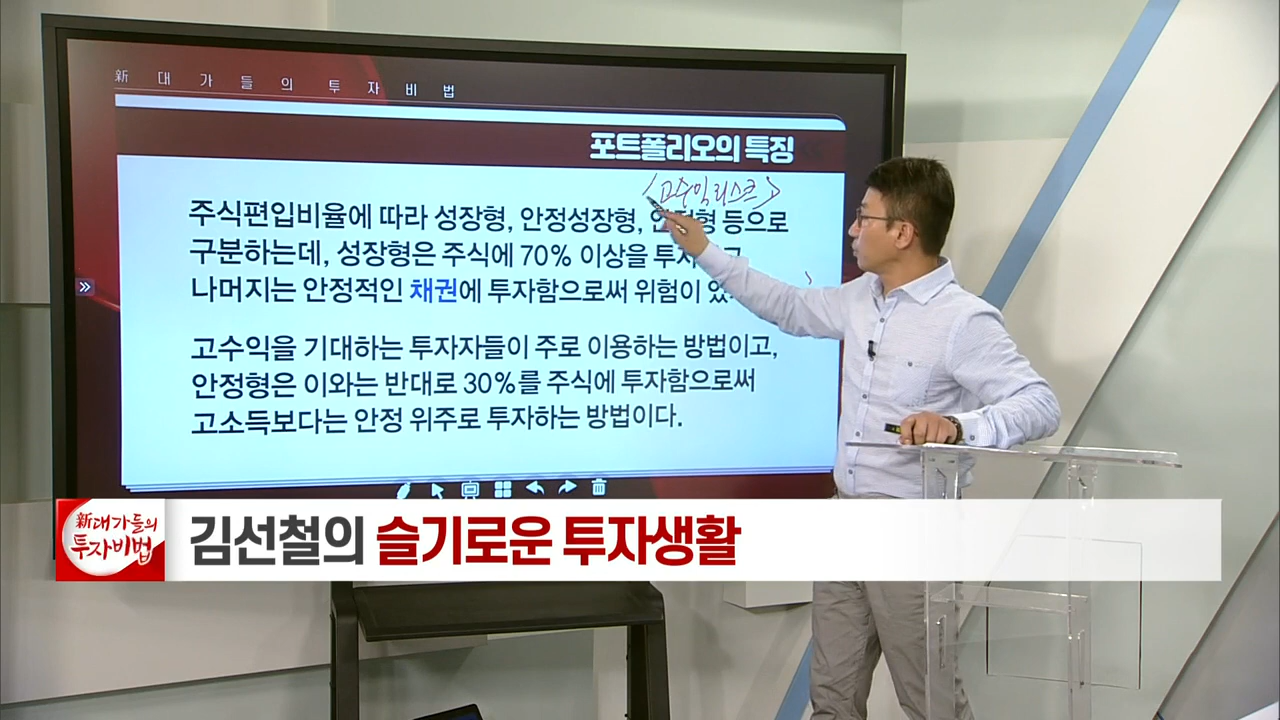 新 대가들의 투자비법
포트폴리오의 특징
<고수익 리스크>
주식편입비율에 따라 성장형, 안정성장형, 안정형 등으로
구분하는데, 성장형은 주식에 70% 이상을
나머지는 안정적인 채권에 투자함으로써 위험이
고수익을 기대하는 투자자들이 주로 이용하는 방법이고,
안정형은 이와는 반대로 30%를 주식에 투자함으로써
고소득보다는 안정 위주로 투자하는 방법이다.
新대가들의
투자비법
김선철의 슬기로운 투자생활